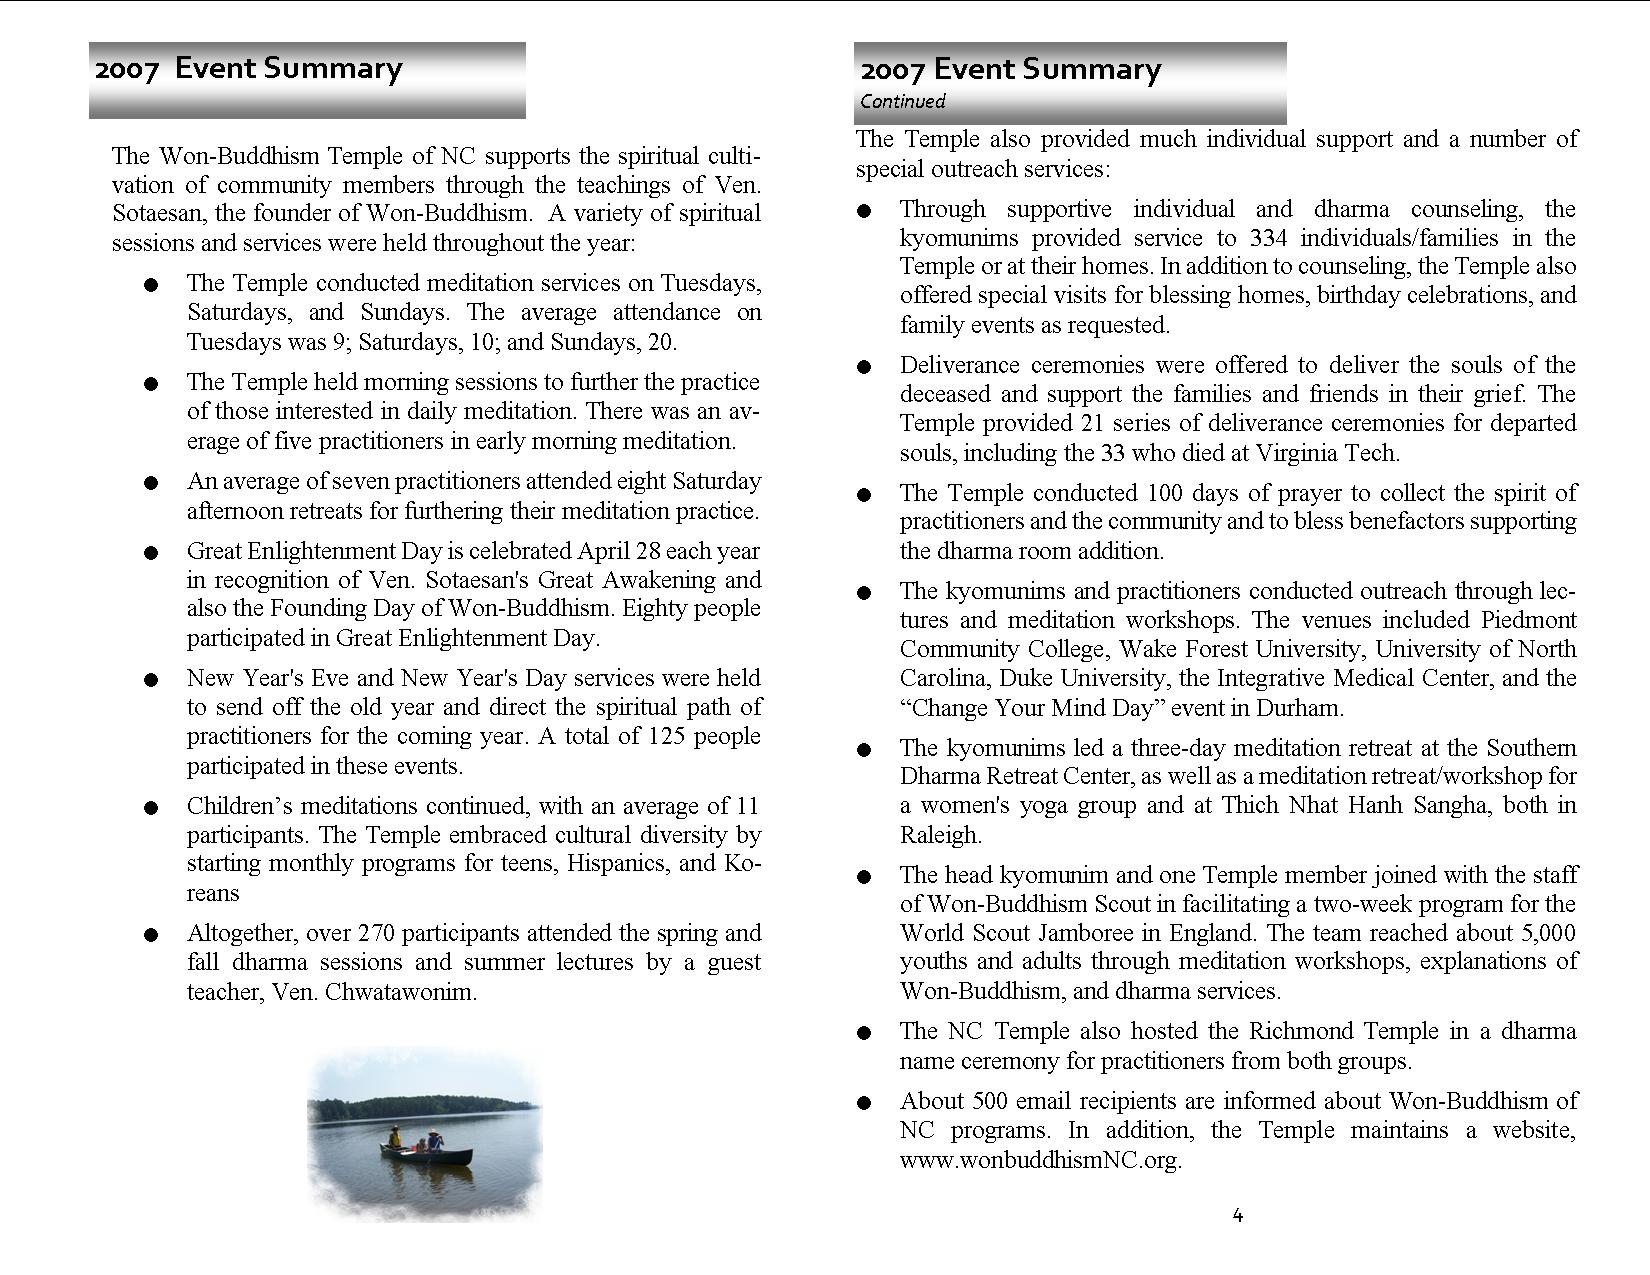 2007 Event Summary
The Won-Buddhism Temple of NC supports the spiritual culti-
vation of community members through the teachings of Ven.
Sotaesan, the founder of Won-Buddhism. A variety of spiritual
sessions and services were held throughout the year:
● The Temple conducted meditation services on Tuesdays,
Saturdays, and Sundays. The average attendance on
Tuesdays was 9; Saturdays, 10; and Sundays, 20.
● The Temple held morning sessions to further the practice
of those interested in daily meditation. There was an av-
erage of five practitioners in early morning meditation.
● An average of seven practitioners attended eight Saturday
afternoon retreats for furthering their meditation practice.
● Great Enlightenment Day is celebrated April 28 each year
in recognition of Ven. Sotaesan's Great Awakening and
also the Founding Day of Won-Buddhism. Eighty people
participated in Great Enlightenment Day.
● New Year's Eve and New Year's Day services were held
to send off the old year and direct the spiritual path of
practitioners for the coming year. A total of 125 people
participated in these events.
● Children’s meditations continued, with an average of 11
participants. The Temple embraced cultural diversity by
starting monthly programs for teens, Hispanics, and Ko-
reans
● Altogether, over 270 participants attended the spring and
fall dharma sessions and summer lectures by a guest
teacher, Ven. Chwatawonim.
2007 Event Summary
Continued
The Temple also provided much individual support and a number of
special outreach services:
● Through supportive individual and dharma counseling, the
kyomunims provided service to 334 individuals/families in the
Temple or at their homes. In addition to counseling, the Temple also
offered special visits for blessing homes, birthday celebrations, and
family events as requested.
● Deliverance ceremonies were offered to deliver the souls of the
deceased and support the families and friends in their grief. The
Temple provided 21 series of deliverance ceremonies for departed
souls, including the 33 who died at Virginia Tech.
● The Temple conducted 100 days of prayer to collect the spirit of
practitioners and the community and to bless benefactors supporting
the dharma room addition.
● The kyomunims and practitioners conducted outreach through lec-
tures and meditation workshops. The venues included Piedmont
Community College, Wake Forest University, University of North
Carolina, Duke University, the Integrative Medical Center, and the
“Change Your Mind Day” event in Durham.
● The kyomunims led a three-day meditation retreat at the Southern
Dharma Retreat Center, as well as a meditation retreat/workshop for
a women's yoga group and at Thich Nhat Hanh Sangha, both in
Raleigh.
● The head kyomunim and one Temple member joined with the staff
of Won-Buddhism Scout in facilitating a two-week program for the
World Scout Jamboree in England. The team reached about 5,000
youths and adults through meditation workshops, explanations of
Won-Buddhism, and dharma services.
● The NC Temple also hosted the Richmond Temple in a dharma
name ceremony for practitioners from both groups.
● About 500 email recipients are informed about Won-Buddhism of
NC programs. In addition, the Temple maintains a website,
www.wonbuddhismNC.org.
4